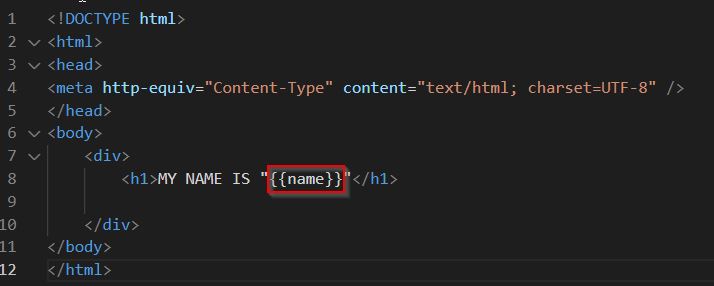 1 <!DOCTYPE html>
2 <html>
3 <head>
4 <meta http-equiv="Content-Type" content="text/html; charset=UTF-8" />
5 </head>
6 <body>
7 <div>
8 <h1>MY NAME IS "{{name}}"</h1>
9
10 </div>
11 </body>
12 </html>